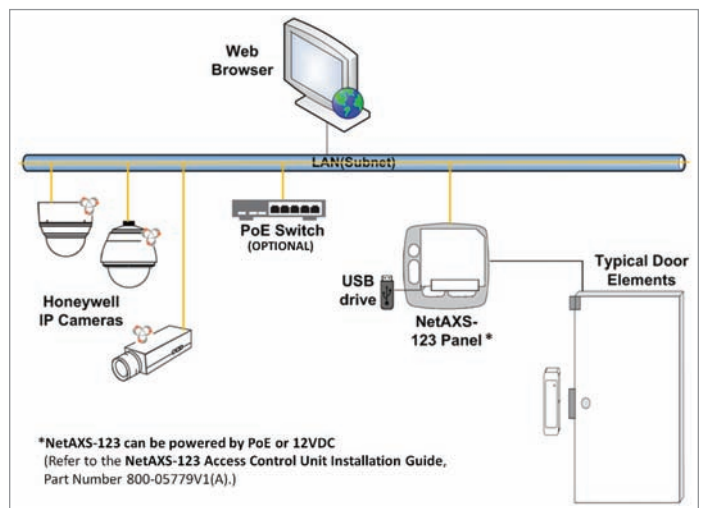 Web
Browser
LAN(Subnet)
PoE Switch
(OPTIONAL)
Honeywell
IP Cameras
USB
drive
NetAXS-
123 Panel *
Typical Door
Elements
*NetAXS-123 can be powered by PoE or 12VDC
(Refer to the NetAXS-123 Access Control Unit Installation Guide,
Part Number 800-05779V1(A).)